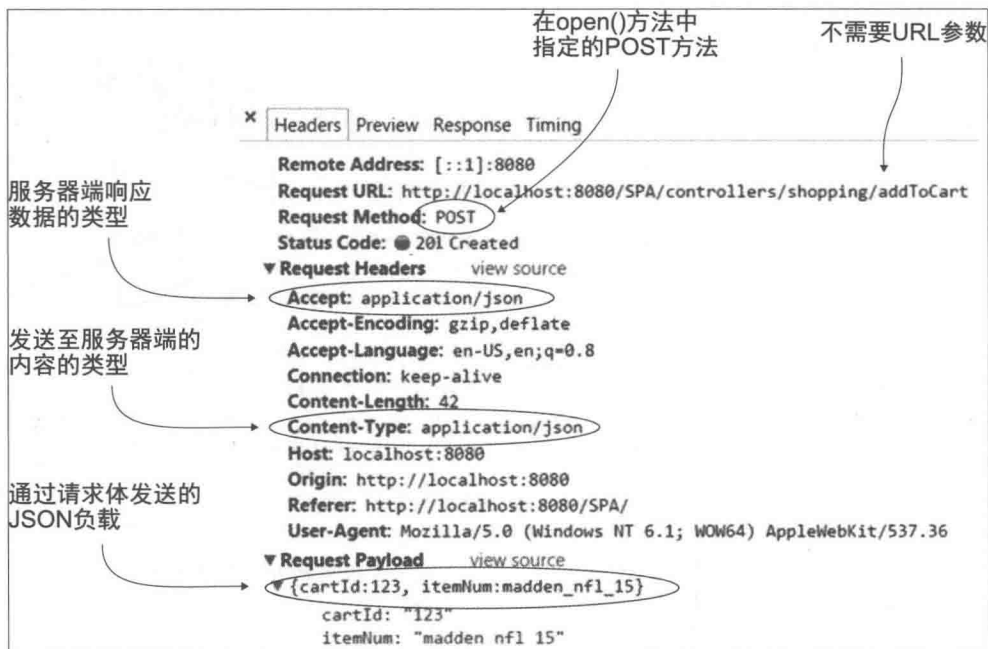 在open()方法中
指定的POST方法
不需要URL参数
× Headers Preview Response Timing
Remote Address: [::1]:8080
服务器端响应
数据的类型
Request URL: http://localhost:8080/SPA/controllers/shopping/addToCart
Request Method: POST
Status Code: 201 Created
▼ Request Headers view source
Accept: application/json
Accept-Encoding: gzip,deflate
发送至服务器端的
内容的类型
Accept-Language: en-US,en;q=0.8
Connection: keep-alive
Content-Length: 42
Content-Type: application/json
Host: localhost:8080
Origin: http://localhost:8080
通过请求体发送的
JSON负载
Referer: http://localhost:8080/SPA/
User-Agent: Mozilla/5.0 (Windows NT 6.1; WOW64) AppleWebKit/537.36
▼ Request Payload view source
▼ {cartId:123, itemNum:madden_nfl_15}
cartId: "123"
itemNum: "madden nfl 15"